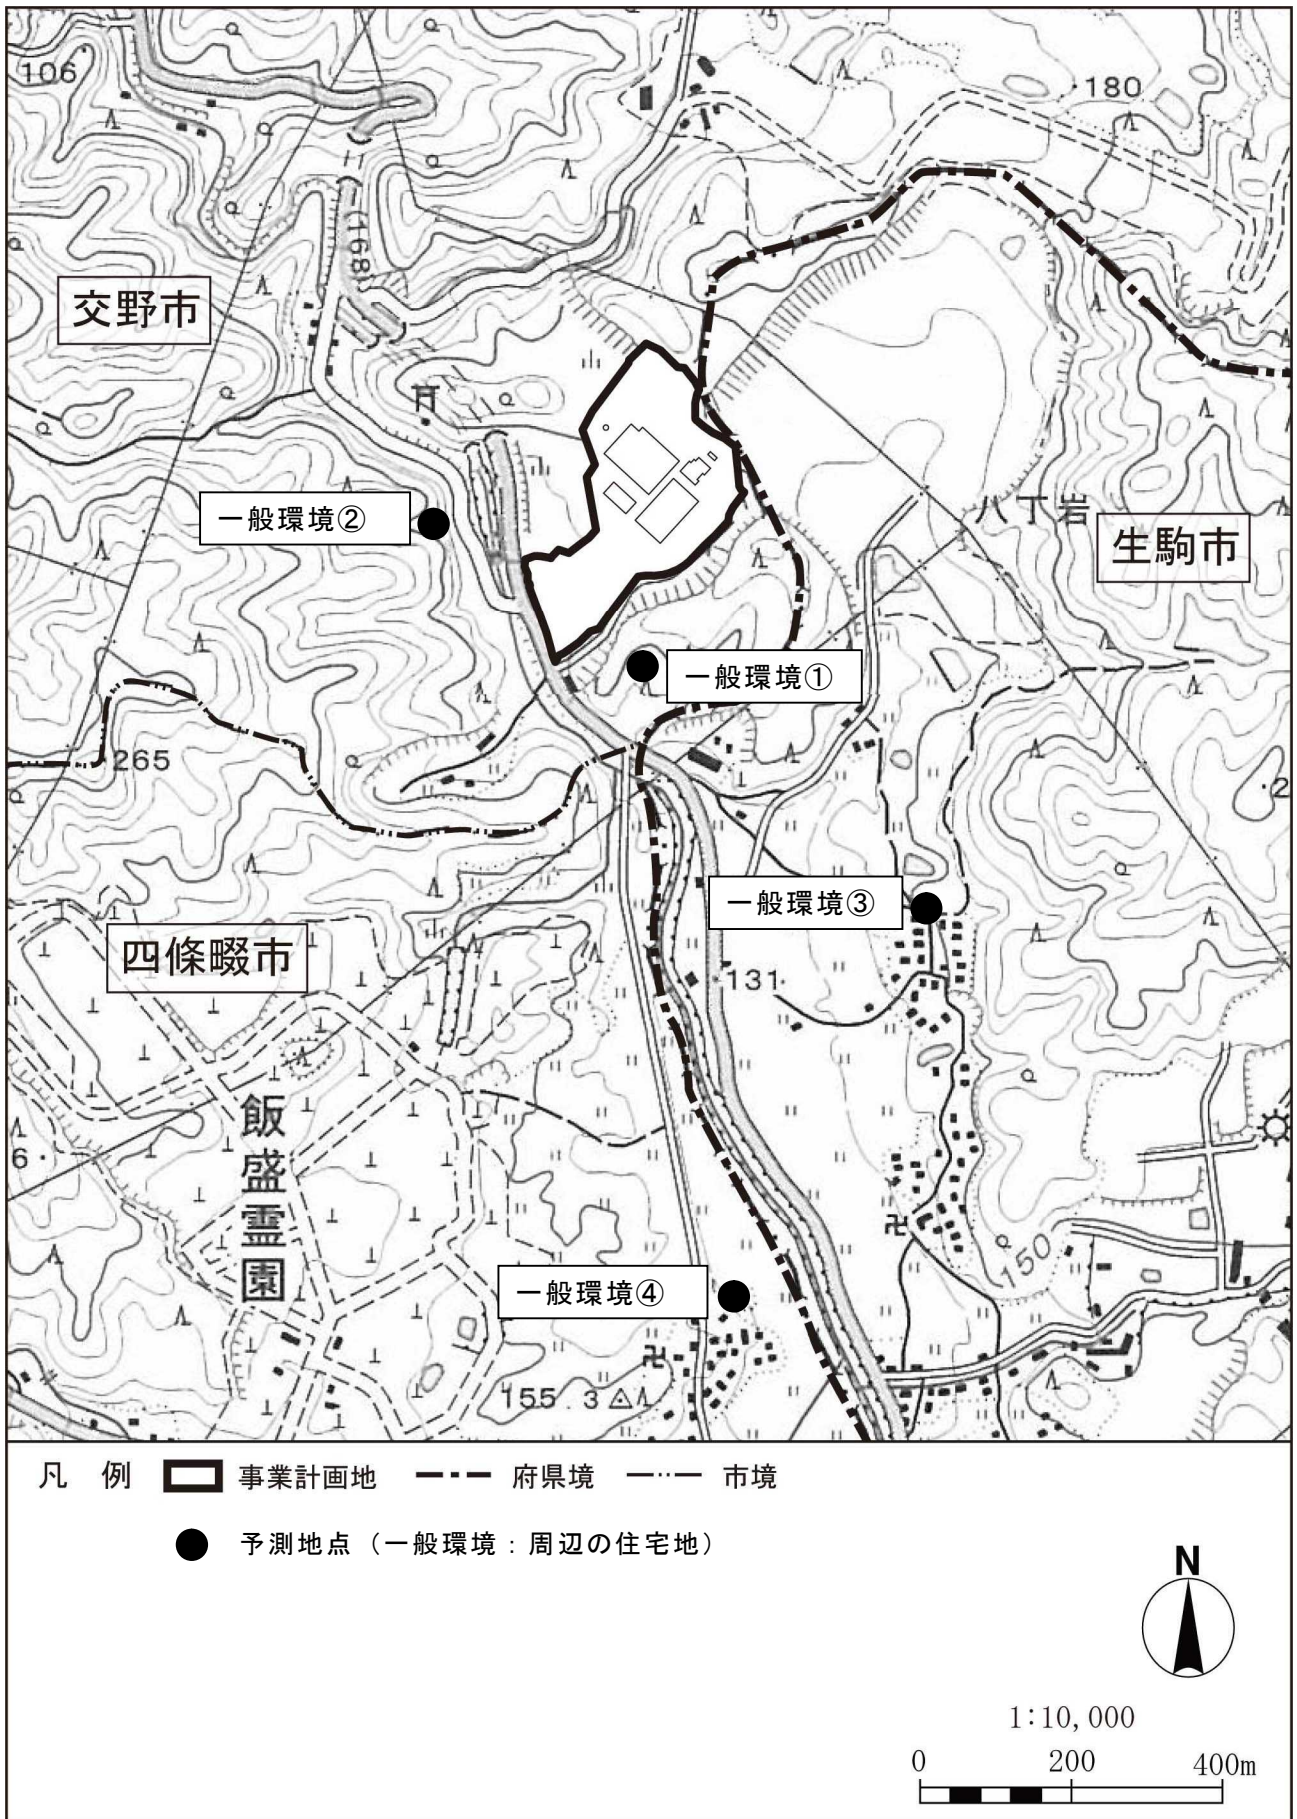 106
180
(168)
交野市
八丁岩
一般環境②
生駒市
一般環境①
265
一般環境③
四條畷市
131
飯盛霊園
6
150
一般環境④
155.3
凡 例 事業計画地 府県境 市境
予測地点（一般環境：周辺の住宅地）
N
1:10,000
0 200 400m